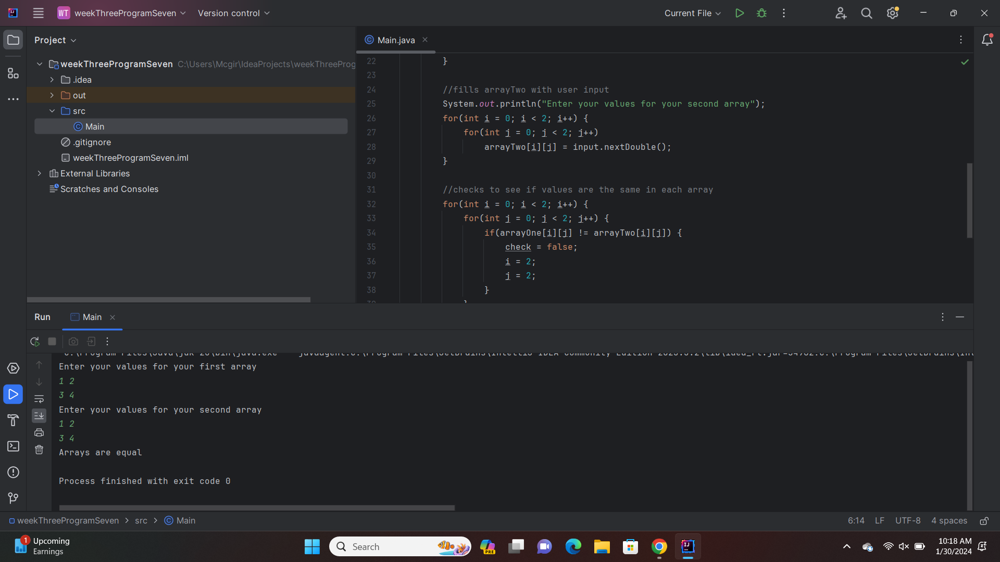 WT weekThreeProgramSeven Version control Current File
Project
Main.java
weekThreeProgramSeven C:\Users\Mcgir\IdeaProjects\weekThreeProg
.idea
out
src
Main
.gitignore
weekThreeProgramSeven.iml
External Libraries
Scratches and Consoles
22 }
23
24 //fills arrayTwo with user input
25 System.out.println("Enter your values for your second array");
26 for(int i = 0; i < 2; i++) {
27 for(int j = 0; j < 2; j++)
28 arrayTwo[i][j] = input.nextDouble();
29 }
30
31 //checks to see if values are the same in each array
32 for(int i = 0; i < 2; i++) {
33 for(int j = 0; j < 2; j++) {
34 if(arrayOne[i][j] != arrayTwo[i][j]) {
35 check = false;
36 i = 2;
37 j = 2;
38 }
Run Main
Enter your values for your first array
1 2
3 4
Enter your values for your second array
1 2
3 4
Arrays are equal
Process finished with exit code 0
weekThreeProgramSeven > src > Main 6:14 LF UTF-8 4 spaces
1 Upcoming
Earnings
Search
PRE
10:18 AM
1/30/2024